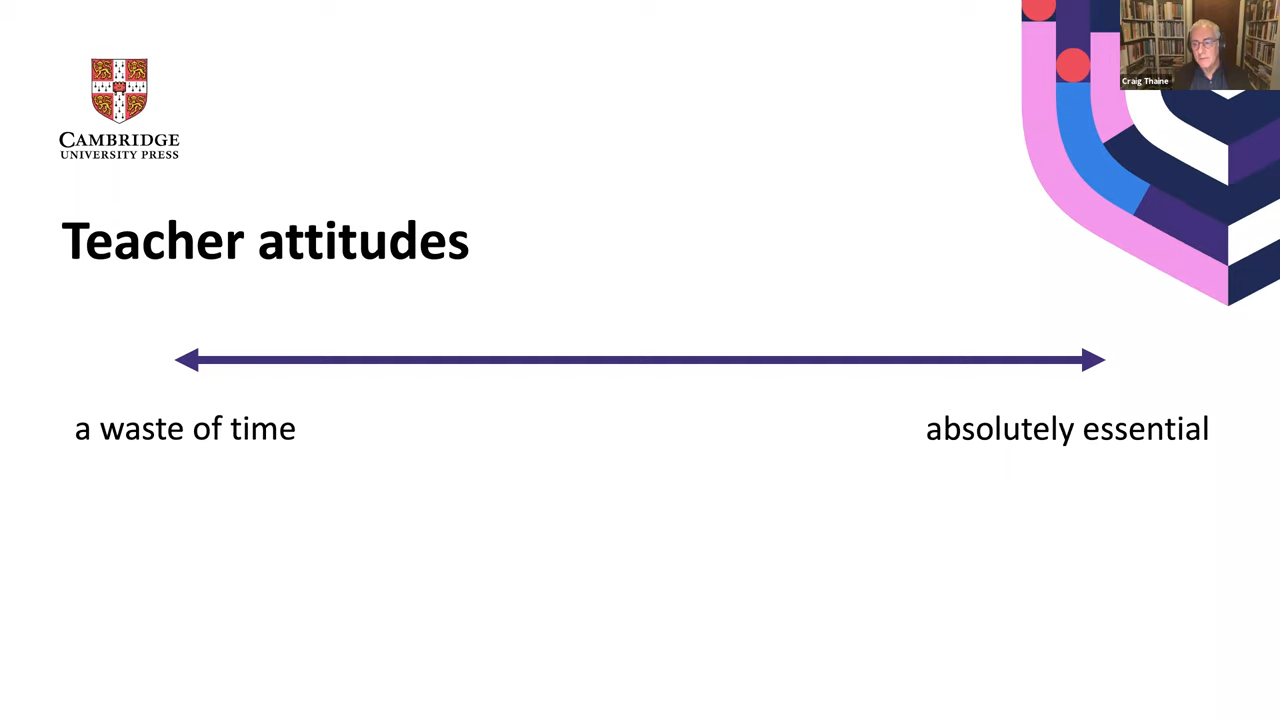 Craig Thaine
CAMBRIDGE
UNIVERSITY PRESS
Teacher attitudes
a waste of time
absolutely essential